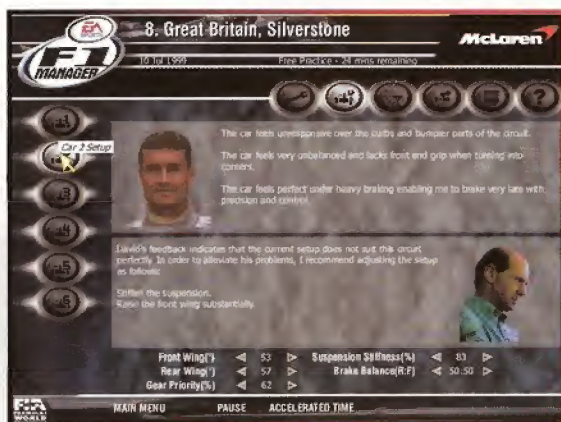 EA SPORTS
F1
MANAGER
8. Great Britain, Silverstone
McLaren
10 Jul 1999
Free Practice - 24 mins remaining
?
Car 2 Setup
The car feels unresponsive over the curbs and bumpier parts of the circuit.
The car feels very unbalanced and lacks front end grip when turning into
corners.
The car feels perfect under heavy braking enabling me to brake very late with
precision and control.
David's feedback indicates that the current setup does not suit this circuit
perfectly. In order to alleviate his problems, I recommend adjusting the setup
as follows:
Stiffen the suspension.
Raise the front wing substantially.
Front Wing(°) 53 Suspension Stiffness(%) 83
Rear Wing(°) 57 Brake Balance(R:F) 50:50
Gear Priority(%) 62
FIA
WORLD
MAIN MENU PAUSE ACCELERATED TIME